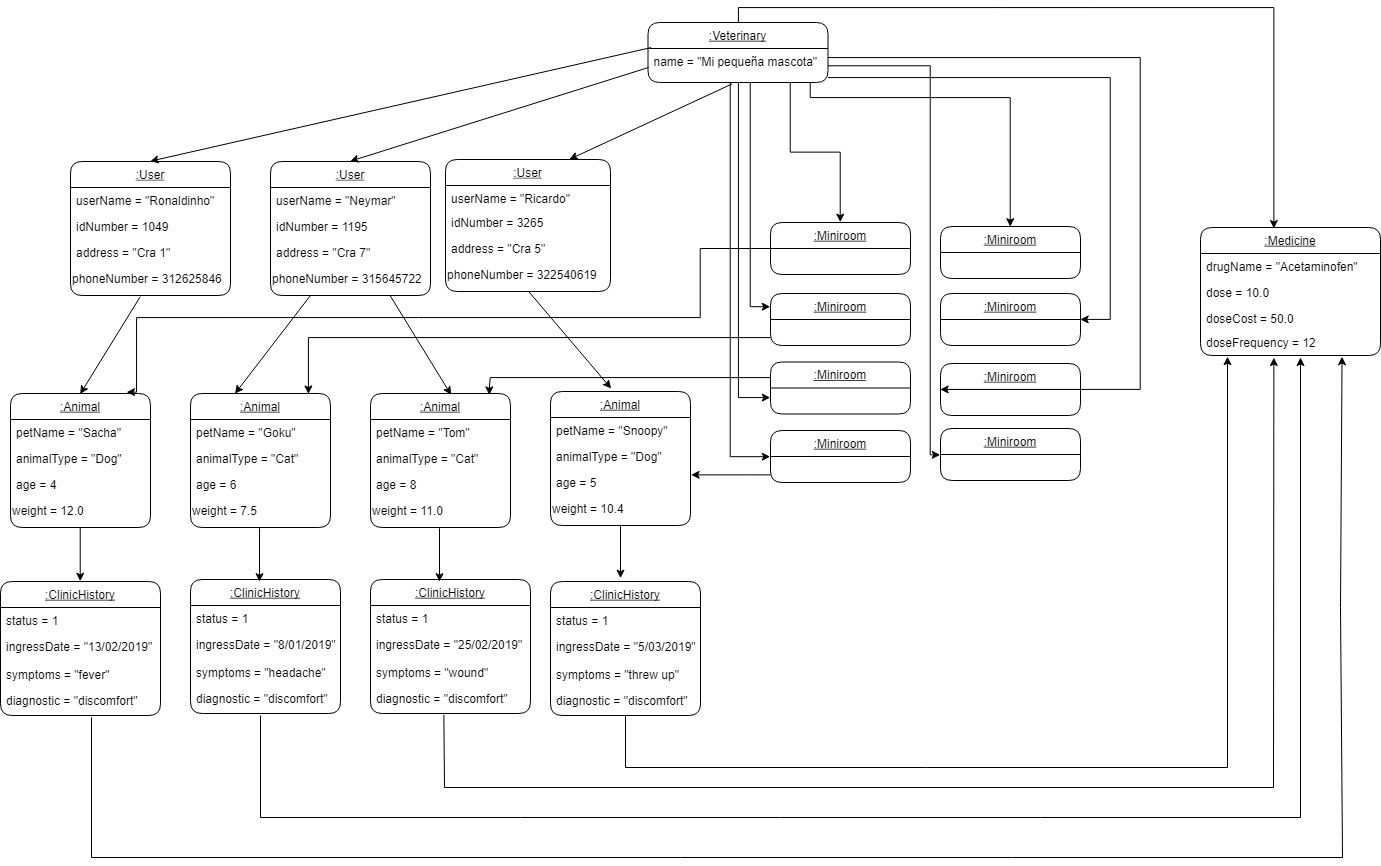 :Veterinary
name = "Mi pequeña mascota"
:User
userName = "Ronaldinho"
idNumber = 1049
address = "Cra 1"
phoneNumber = 312625846
:User
userName = "Neymar"
idNumber = 1195
address = "Cra 7"
phoneNumber = 315645722
:User
userName = "Ricardo"
idNumber = 3265
address = "Cra 5"
phoneNumber = 322540619
:Miniroom
:Miniroom
:Miniroom
:Miniroom
:Miniroom
:Miniroom
:Miniroom
:Miniroom
:Medicine
drugName = "Acetaminofen"
dose = 10.0
doseCost = 50.0
doseFrequency = 12
:Animal
petName = "Sacha"
animalType = "Dog"
age = 4
weight = 12.0
:Animal
petName = "Goku"
animalType = "Cat"
age = 6
weight = 7.5
:Animal
petName = "Tom"
animalType = "Cat"
age = 8
weight = 11.0
:Animal
petName = "Snoopy"
animalType = "Dog"
age = 5
weight = 10.4
:ClinicHistory
status = 1
ingressDate = "13/02/2019"
symptoms = "fever"
diagnostic = "discomfort"
:ClinicHistory
status = 1
ingressDate = "8/01/2019"
symptoms = "headache"
diagnostic = "discomfort"
:ClinicHistory
status = 1
ingressDate = "25/02/2019"
symptoms = "wound"
diagnostic = "discomfort"
:ClinicHistory
status = 1
ingressDate = "5/03/2019"
symptoms = "threw up"
diagnostic = "discomfort"